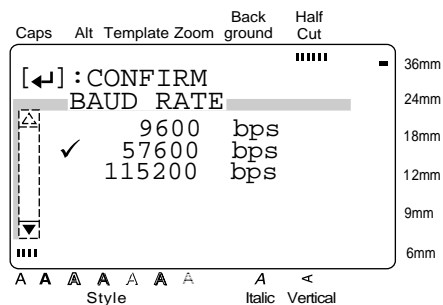 Back Half
Caps Alt Template Zoom ground Cut
[↵]:CONFIRM
BAUD RATE
9600 bps
✓ 57600 bps
115200 bps
36mm
24mm
18mm
12mm
9mm
6mm
A A A A A A A A <
Style Italic Vertical